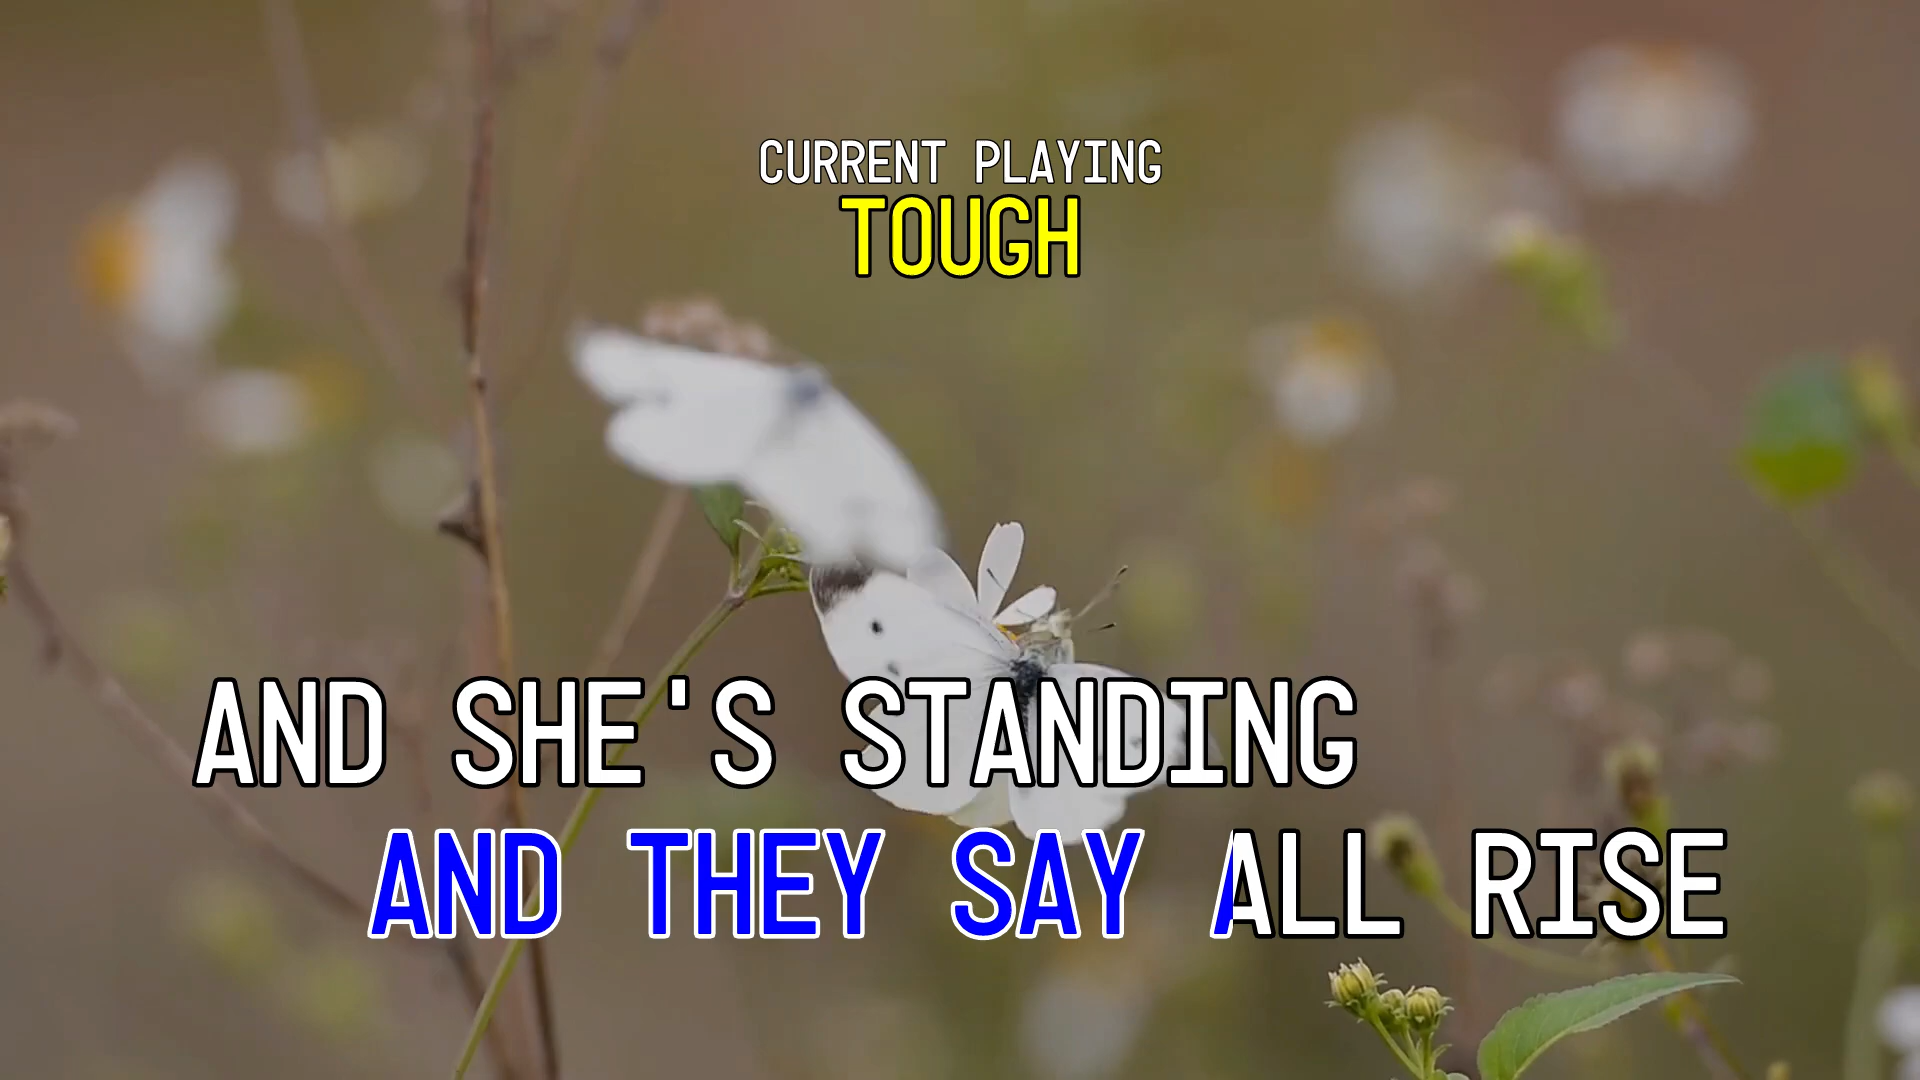 CURRENT PLAYING
TOUGH
AND SHE'S STANDING
AND THEY SAY ALL RISE